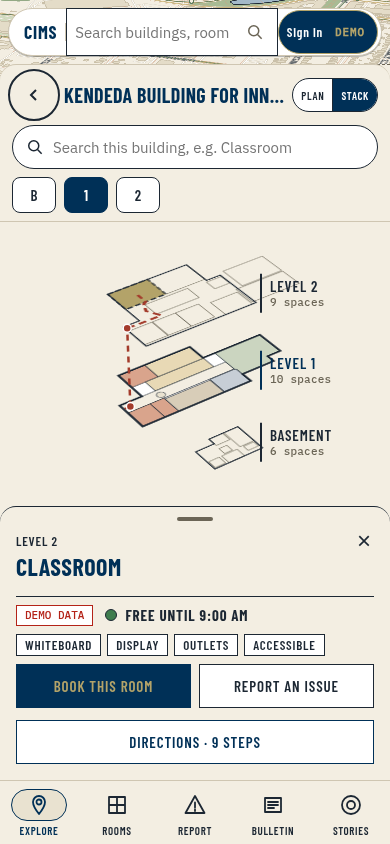 CIMS
Search buildings, room
Sign In DEMO
KENDEDA BUILDING FOR INN...
PLAN
STACK
Search this building, e.g. Classroom
B
1
2
LEVEL 2
9 spaces
LEVEL 1
10 spaces
BASEMENT
6 spaces
LEVEL 2
CLASSROOM
DEMO DATA
FREE UNTIL 9:00 AM
WHITEBOARD
DISPLAY
OUTLETS
ACCESSIBLE
BOOK THIS ROOM
REPORT AN ISSUE
DIRECTIONS · 9 STEPS
EXPLORE
ROOMS
REPORT
BULLETIN
STORIES